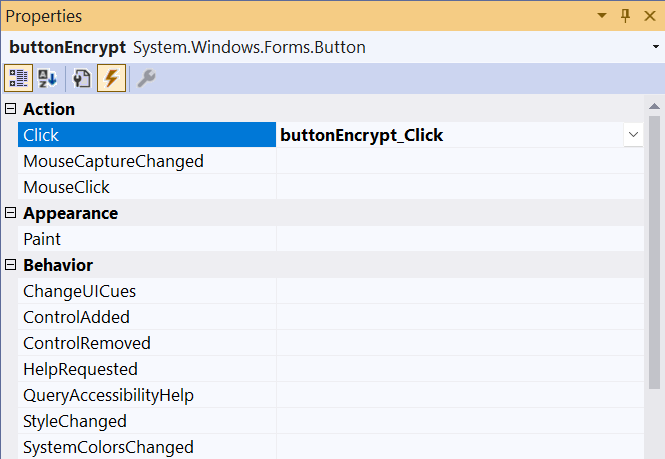 Properties
buttonEncrypt System.Windows.Forms.Button
Action
Click buttonEncrypt_Click
MouseCaptureChanged
MouseClick
Appearance
Paint
Behavior
ChangeUICues
ControlAdded
ControlRemoved
HelpRequested
QueryAccessibilityHelp
StyleChanged
SystemColorsChanged